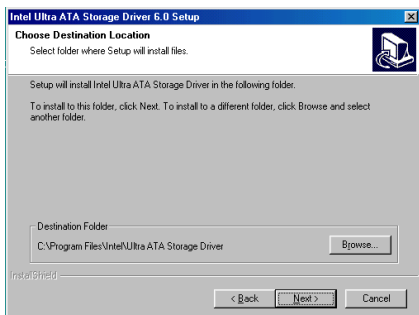 Intel Ultra ATA Storage Driver 6.0 Setup
Choose Destination Location
Select folder where Setup will install files.
Setup will install Intel Ultra ATA Storage Driver in the following folder.
To install to this folder, click Next. To install to a different folder, click Browse and select
another folder.
Destination Folder
C:\Program Files\Intel\Ultra ATA Storage Driver
Browse...
InstallShield
< Back
Next >
Cancel